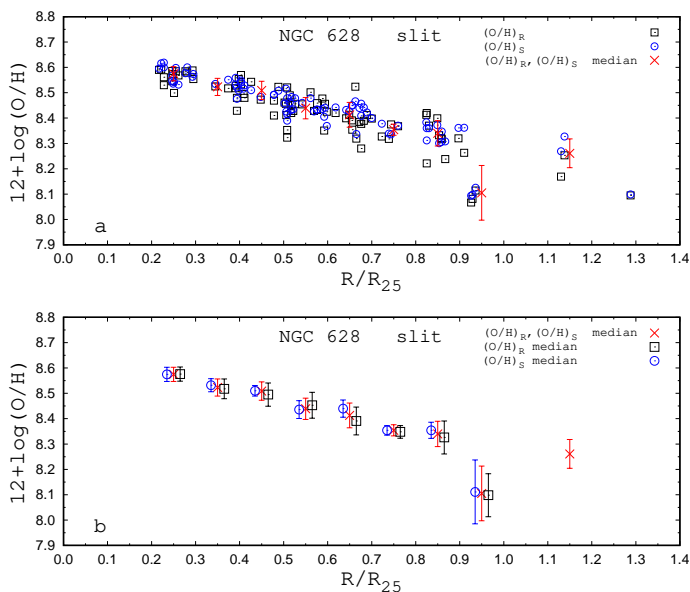 NGC 628 slit
(O/H)R
(O/H)S
(O/H)R,(O/H)S median
8.8
8.7
8.6
8.5
8.4
8.3
8.2
8.1
8.0
7.9
12+log(O/H)
a
0.0 0.1 0.2 0.3 0.4 0.5 0.6 0.7 0.8 0.9 1.0 1.1 1.2 1.3 1.4
R/R25
NGC 628 slit
(O/H)R,(O/H)S median
(O/H)R median
(O/H)S median
8.8
8.7
8.6
8.5
8.4
8.3
8.2
8.1
8.0
7.9
12+log(O/H)
b
0.0 0.1 0.2 0.3 0.4 0.5 0.6 0.7 0.8 0.9 1.0 1.1 1.2 1.3 1.4
R/R25